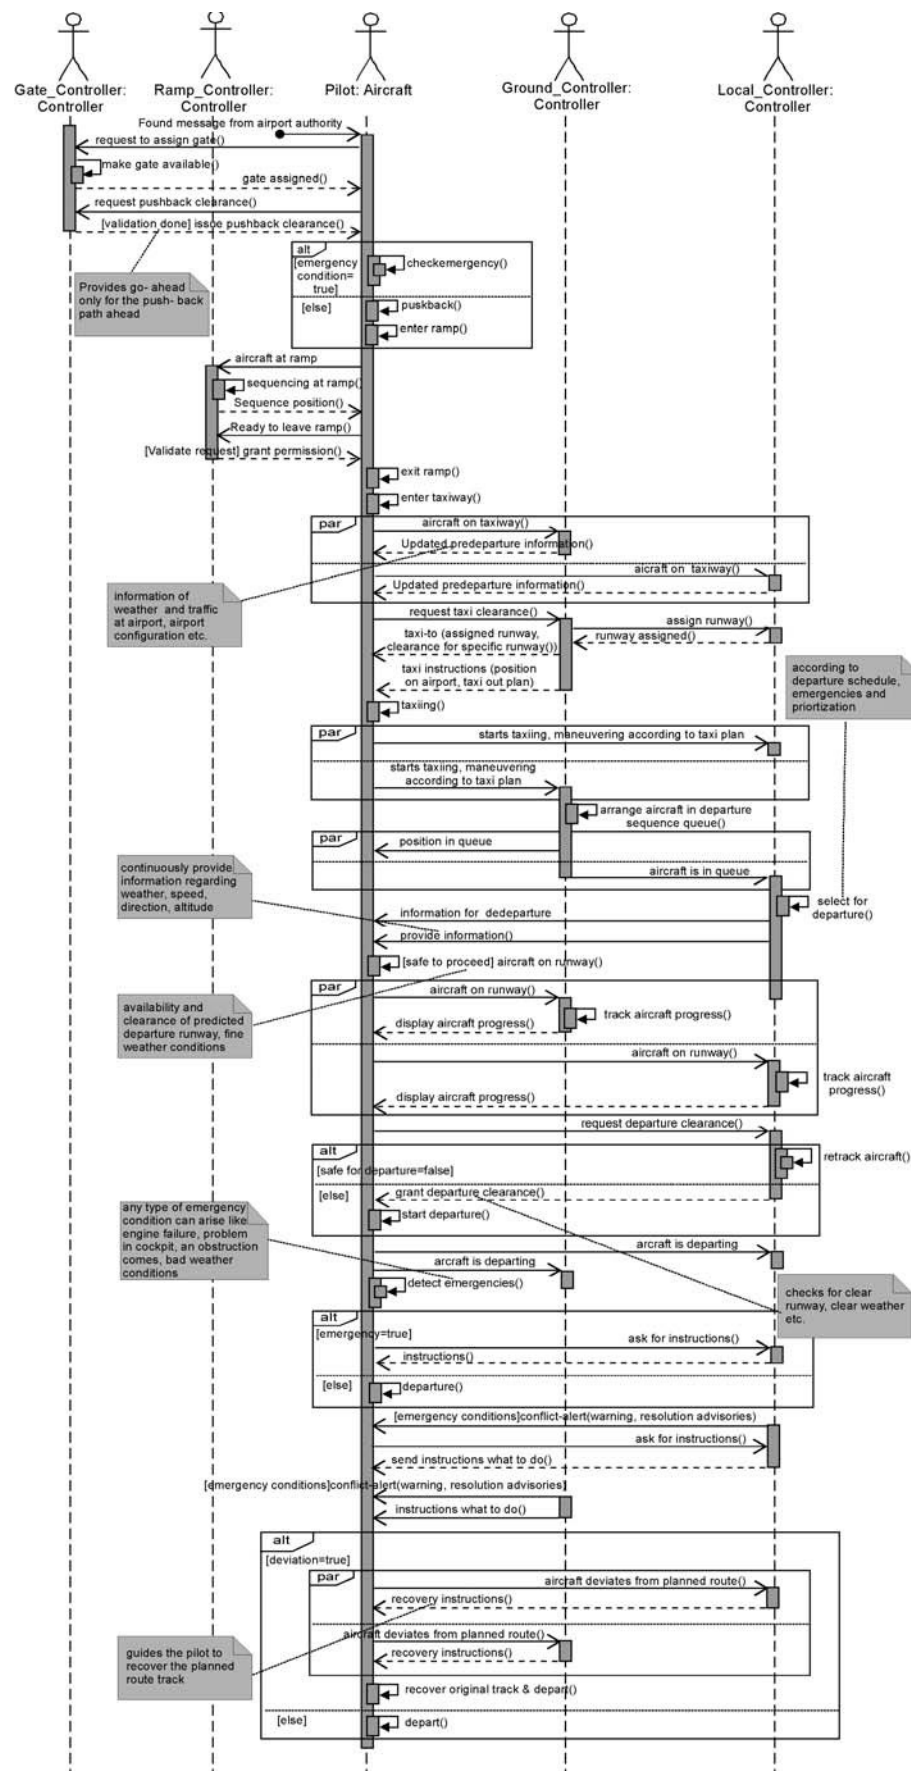 Gate_Controller:
Controller
Ramp_Controller:
Controller
Pilot: Aircraft
Ground_Controller:
Controller
Local_Controller:
Controller
Found message from airport authority
request to assign gate()
make gate available()
gate assigned()
request pushback clearance()
[validation done] issue pushback clearance()
Provides go- ahead
only for the push- back
path ahead
alt
[emergency
condition=
true]
checkemergency()
[else]
puskback()
enter ramp()
aircraft at ramp
sequencing at ramp()
Sequence position()
Ready to leave ramp()
[Validate request] grant permission()
exit ramp()
enter taxiway()
par
aircraft on taxiway()
Updated predeparture information()
aicraft on taxiway()
Updated predeparture information()
information of
weather and traffic
at airport, airport
configuration etc.
request taxi clearance()
assign runway()
runway assigned()
taxi-to (assigned runway,
clearance for specific runway())
taxi instructions (position
on airport, taxi out plan)
taxiing()
according to
departure schedule,
emergencies and
priortization
par
starts taxiing, maneuvering according to taxi plan
starts taxiing, maneuvering
according to taxi plan
arrange aircraft in departure
sequence queue()
par
position in queue
aircraft is in queue
continuously provide
information regarding
weather, speed,
direction, altitude
select for
departure()
information for dedeparture
provide information()
[safe to proceed] aircraft on runway()
par
aircraft on runway()
track aircraft progress()
display aircraft progress()
availability and
clearance of predicted
departure runway, fine
weather conditions
aircraft on runway()
track aircraft
progress()
display aircraft progress()
request departure clearance()
alt
[safe for departure=false]
retrack aircraft()
[else]
grant departure clearance()
start departure()
any type of emergency
condition can arise like
engine failure, problem
in cockpit, an obstruction
comes, bad weather
conditions
arcraft is departing
arcraft is departing
detect emergencies()
checks for clear
runway, clear weather
etc.
alt
[emergency=true]
ask for instructions()
instructions()
[else]
departure()
[emergency conditions]conflict-alert(warning, resolution advisories)
ask for instructions()
send instructions what to do()
[emergency conditions]conflict-alert(warning, resolution advisories)
instructions what to do()
alt
[deviation=true]
par
aircraft deviates from planned route()
recovery instructions()
aircraft deviates from planned route()
recovery instructions()
guides the pilot to
recover the planned
route track
recover original track & depart()
[else]
depart()